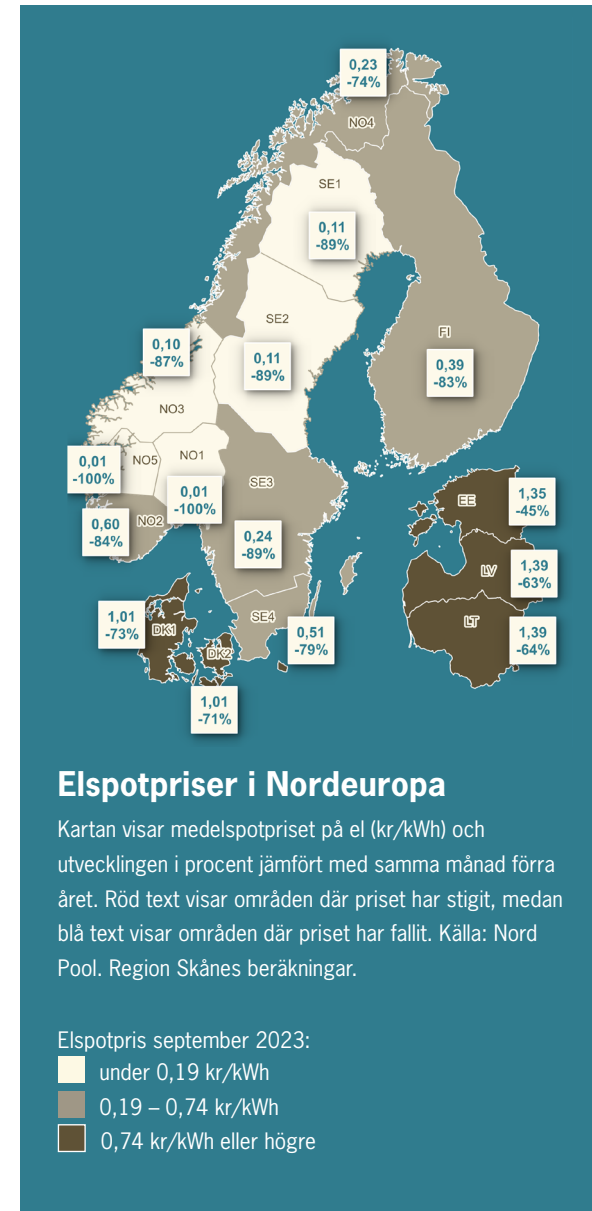 0,23
-74%
NO4
SE1
0,11
-89%
SE2
0,10
-87%
0,11
-89%
FI
0,39
-83%
NO3
NO5
NO1
0,01
-100%
0,01
-100%
SE3
NO2
0,60
-84%
0,24
-89%
EE
1,35
-45%
LV
1,39
-63%
LT
1,39
-64%
SE4
0,51
-79%
1,01
-73%
DK1
DK2
1,01
-71%
Elspotpriser i Nordeuropa
Kartan visar medelspotpriset på el (kr/kWh) och
utvecklingen i procent jämfört med samma månad förra
året. Röd text visar områden där priset har stigit, medan
blå text visar områden där priset har fallit. Källa: Nord
Pool. Region Skånes beräkningar.
Elspotpris september 2023:
under 0,19 kr/kWh
0,19 – 0,74 kr/kWh
0,74 kr/kWh eller högre